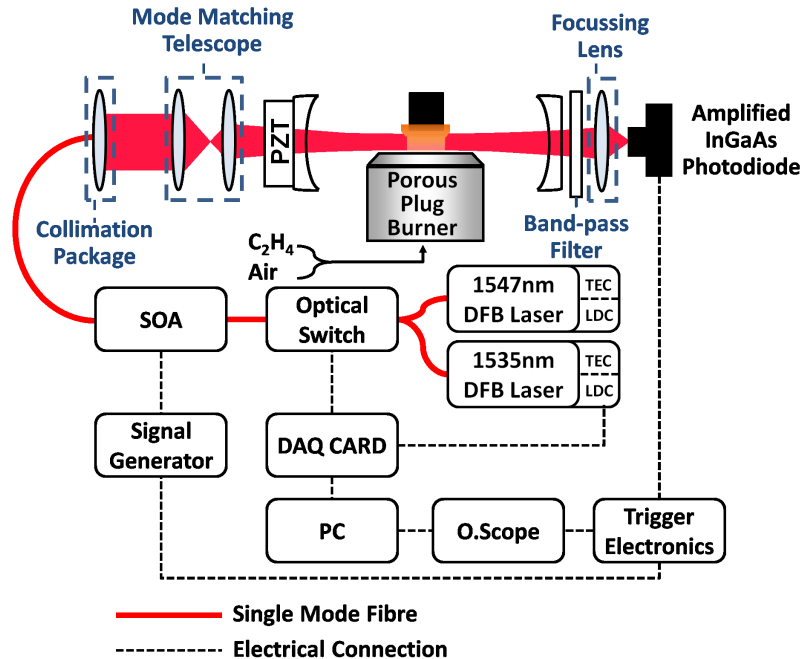 Mode Matching
Telescope
Focussing
Lens
PZT
Amplified
InGaAs
Photodiode
Porous
Plug
Burner
Collimation
Package
Band-pass
Filter
C₂H₄
Air
SOA
Optical
Switch
1547nm
DFB Laser
TEC
LDC
1535nm
DFB Laser
TEC
LDC
Signal
Generator
DAQ CARD
PC
O.Scope
Trigger
Electronics
Single Mode Fibre
Electrical Connection